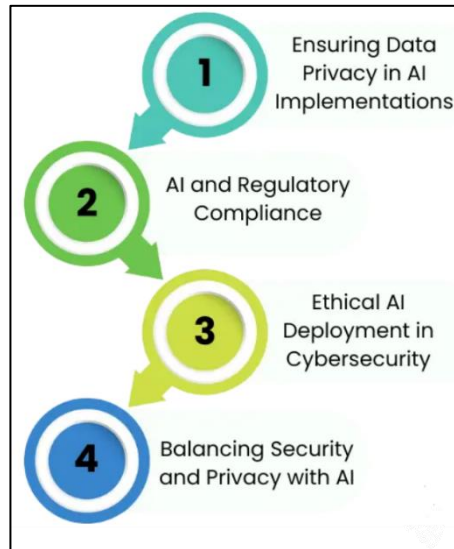 1
Ensuring Data
Privacy in AI
Implementations
2
AI and Regulatory
Compliance
3
Ethical AI
Deployment in
Cybersecurity
4
Balancing Security
and Privacy with AI